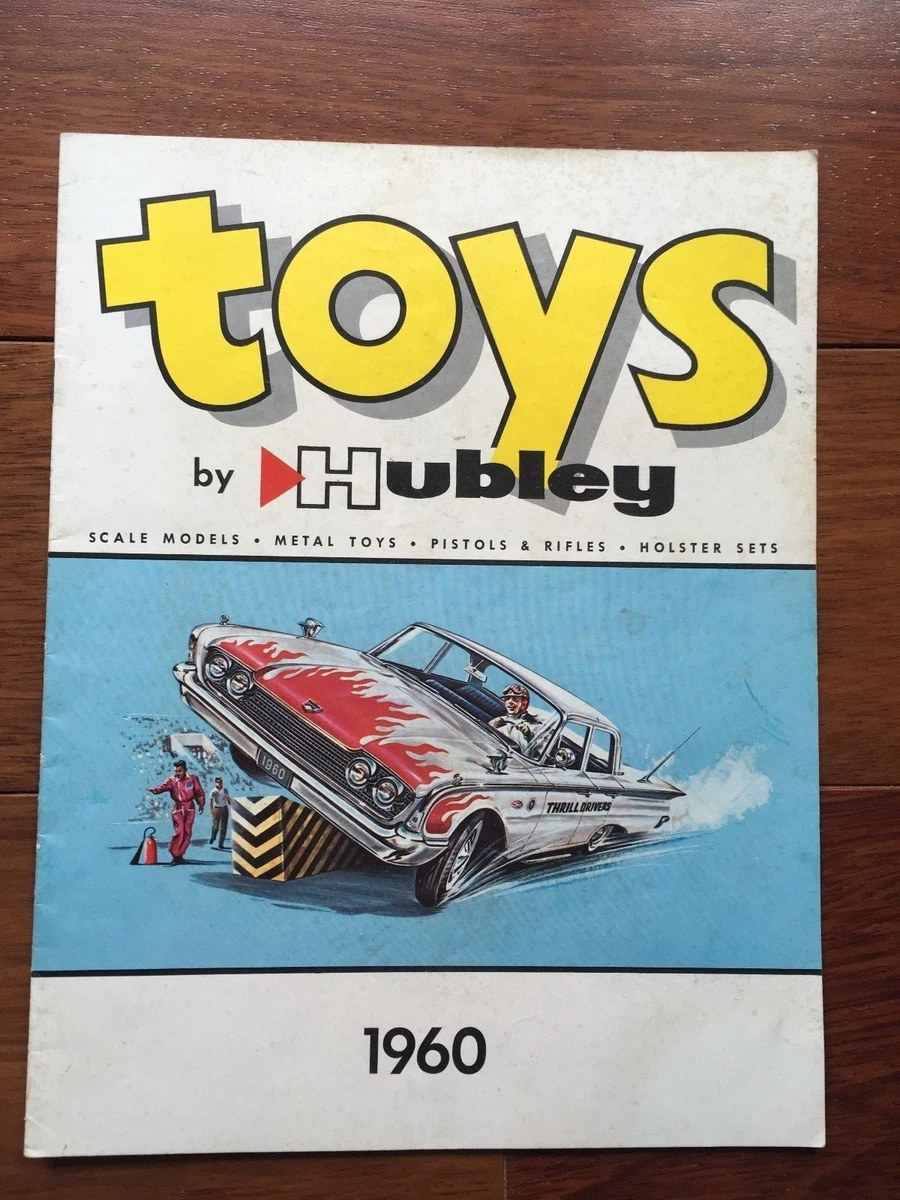 toys
by Hubley
SCALE MODELS • METAL TOYS • PISTOLS & RIFLES • HOLSTER SETS
1960
THRILL DRIVERS
1960